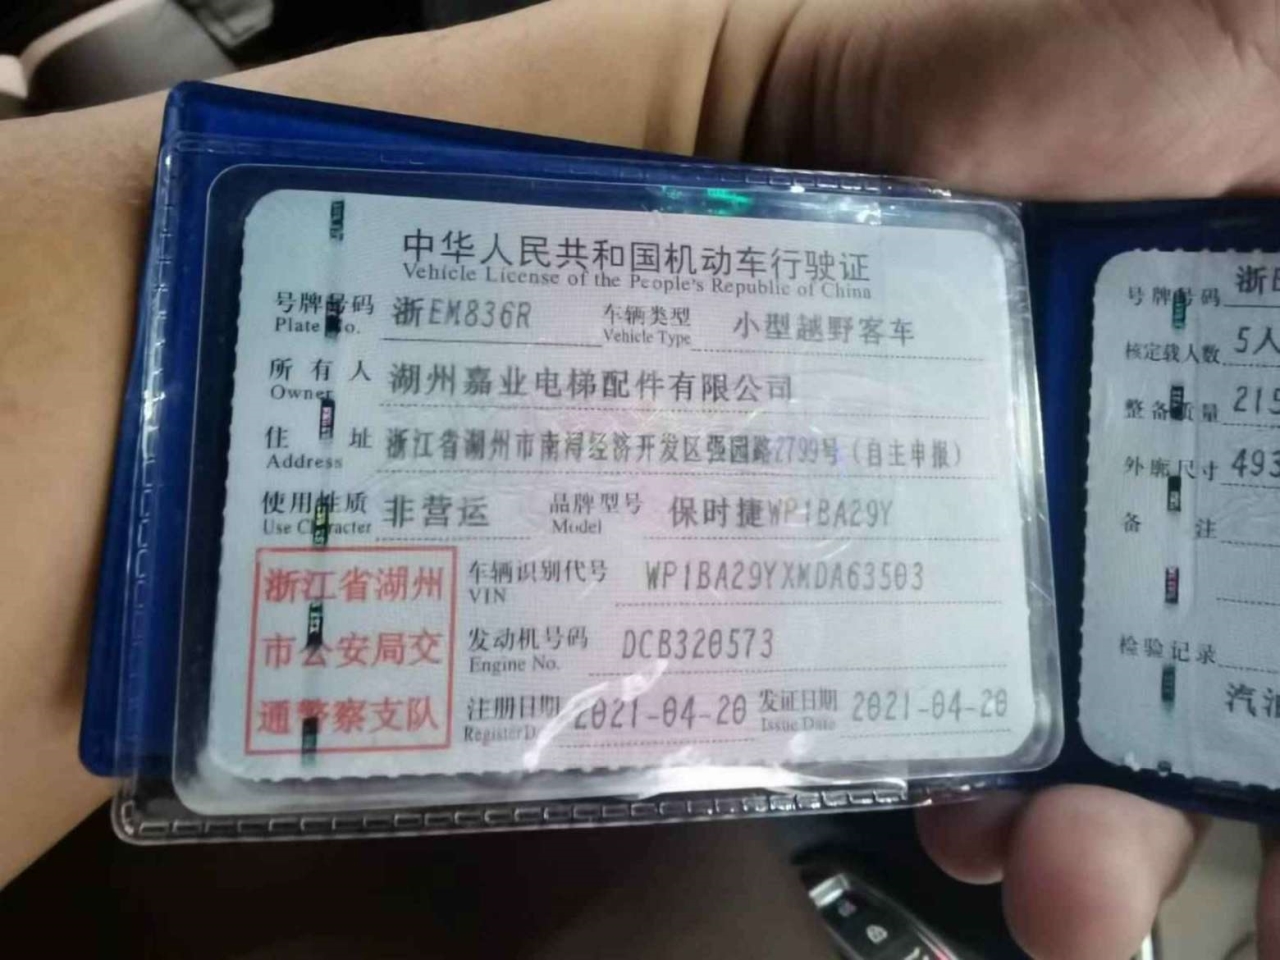 中华人民共和国机动车行驶证
Vehicle License of the People's Republic of China
号牌号码 浙EM836R 车辆类型 小型越野客车
Plate No. Vehicle Type
所有人 湖州嘉业电梯配件有限公司
Owner
住址 浙江省湖州市南浔经济开发区强园路2799号（自主申报）
Address
使用性质 非营运 品牌型号 保时捷WP1BA29Y
Use Character Model
浙江省湖州
市公安局交
通警察支队
车辆识别代号 WP1BA29YXMDA63503
VIN
发动机号码 DCB320573
Engine No.
注册日期 2021-04-20 发证日期 2021-04-20
Register D Issue Date
号牌号码 浙E
核定载人数 5人
整备质量 215
外廓尺寸 493
备注
检验记录
汽油